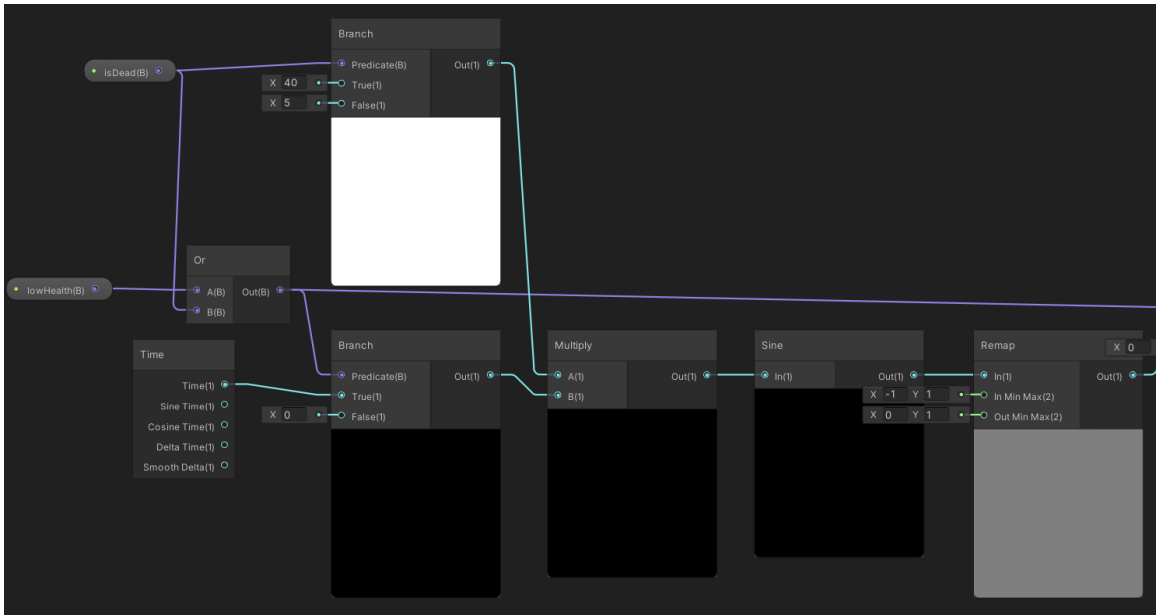 Branch
isDead(B)
Predicate(B) Out(1)
X 40 True(1)
X 5 False(1)
Or
lowHealth(B)
A(B) Out(B)
B(B)
Time
Time(1)
Sine Time(1)
Cosine Time(1)
Delta Time(1)
Smooth Delta(1)
Branch
Predicate(B) Out(1)
True(1)
X 0 False(1)
Multiply
A(1) Out(1)
B(1)
Sine
In(1) Out(1)
Remap
X 0
In(1) Out(1)
X -1 Y 1 In Min Max(2)
X 0 Y 1 Out Min Max(2)